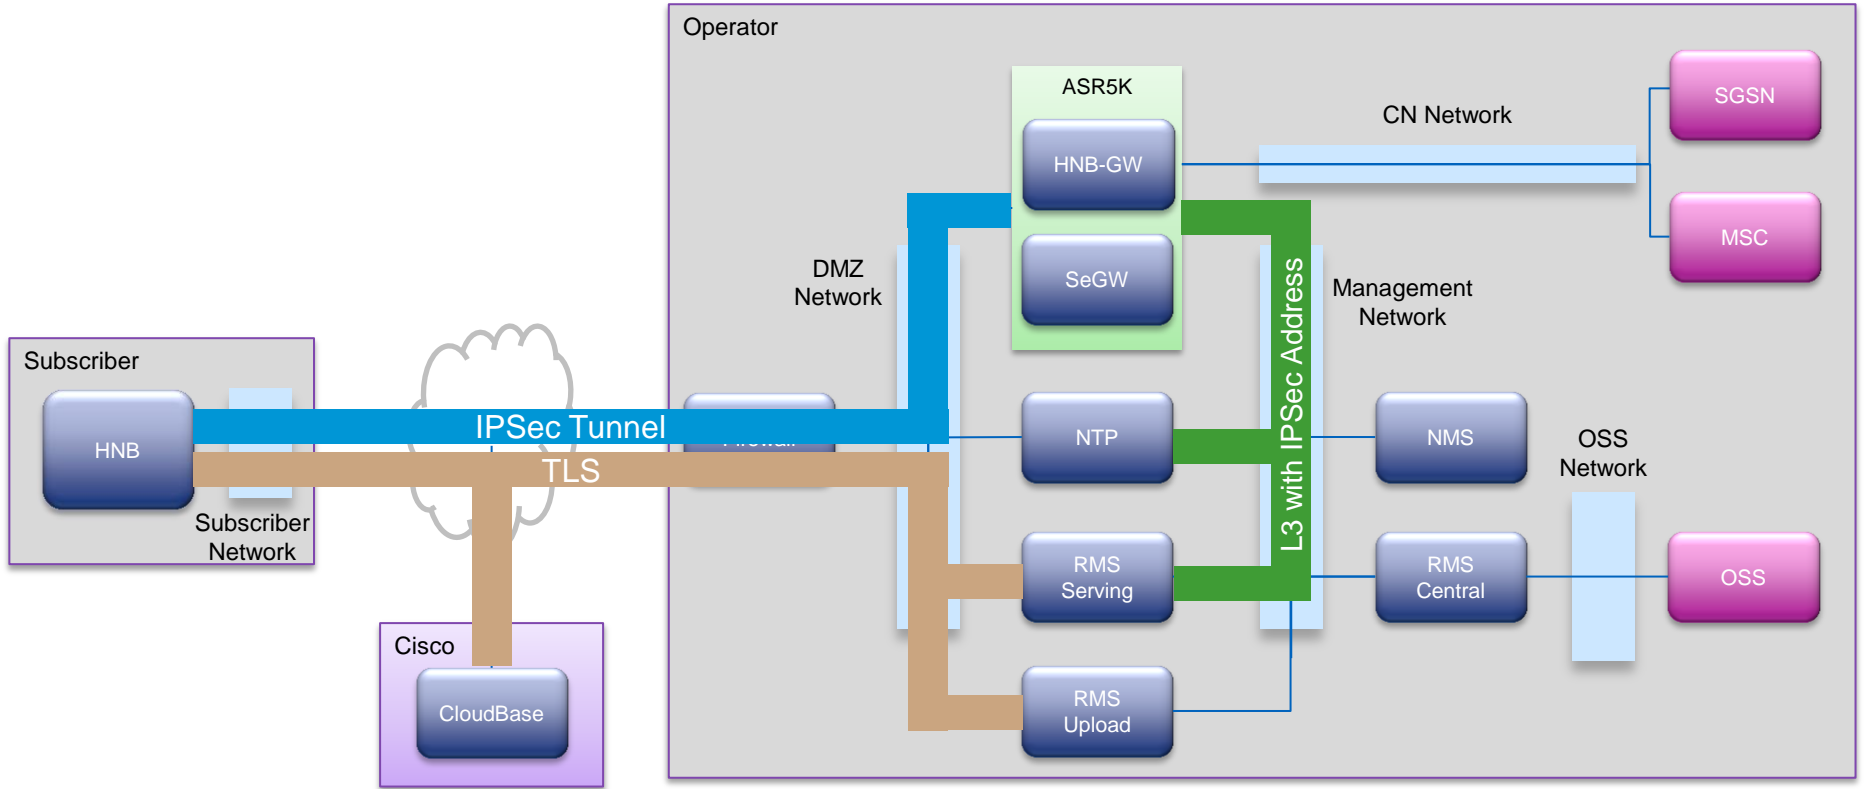 Operator
ASR5K
SGSN
CN Network
HNB-GW
MSC
DMZ
Network
SeGW
Management
Network
L3 with IPSec Address
Subscriber
HNB
IPSec Tunnel
Firewall
NTP
NMS
OSS
Network
TLS
Subscriber
Network
RMS
Serving
RMS
Central
OSS
Cisco
CloudBase
RMS
Upload